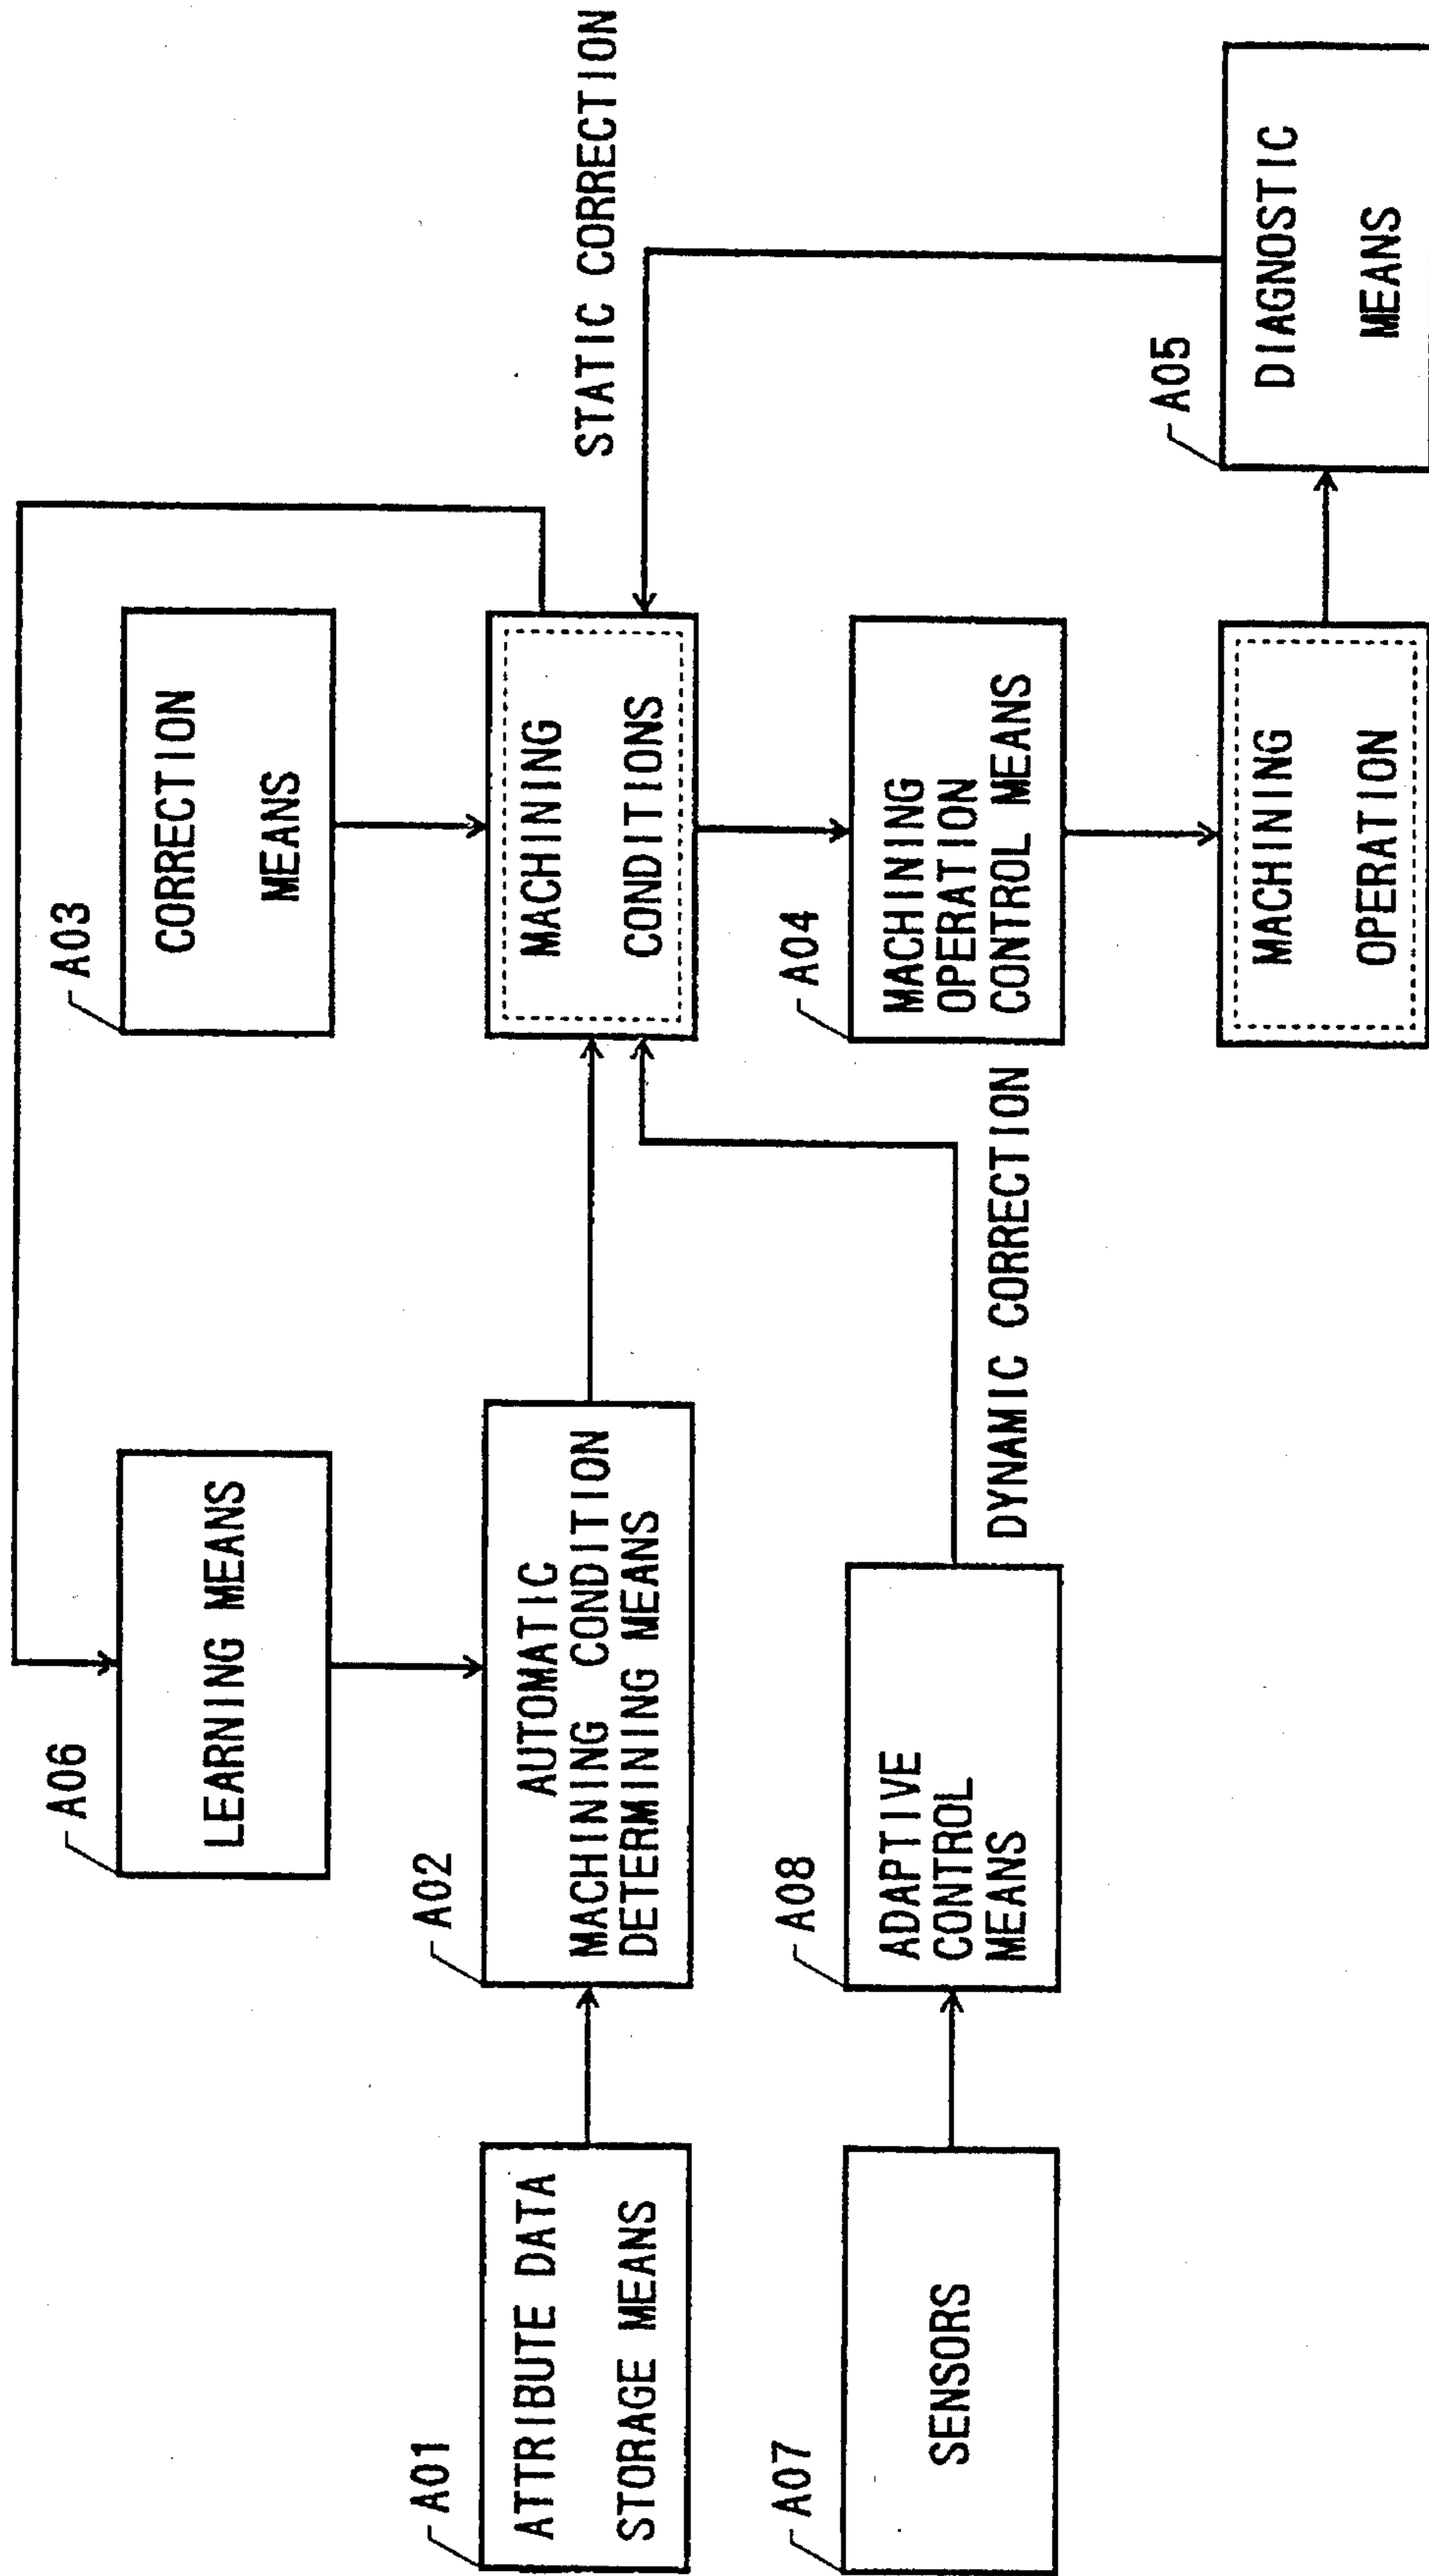 A06
LEARNING MEANS
A03
CORRECTION
MEANS
A01
ATTRIBUTE DATA
STORAGE MEANS
A02
AUTOMATIC
MACHINING CONDITION
DETERMINING MEANS
MACHINING
CONDITIONS
STATIC CORRECTION
A07
SENSORS
A08
ADAPTIVE
CONTROL
MEANS
DYNAMIC CORRECTION
A04
MACHINING
OPERATION
CONTROL MEANS
MACHINING
OPERATION
A05
DIAGNOSTIC
MEANS